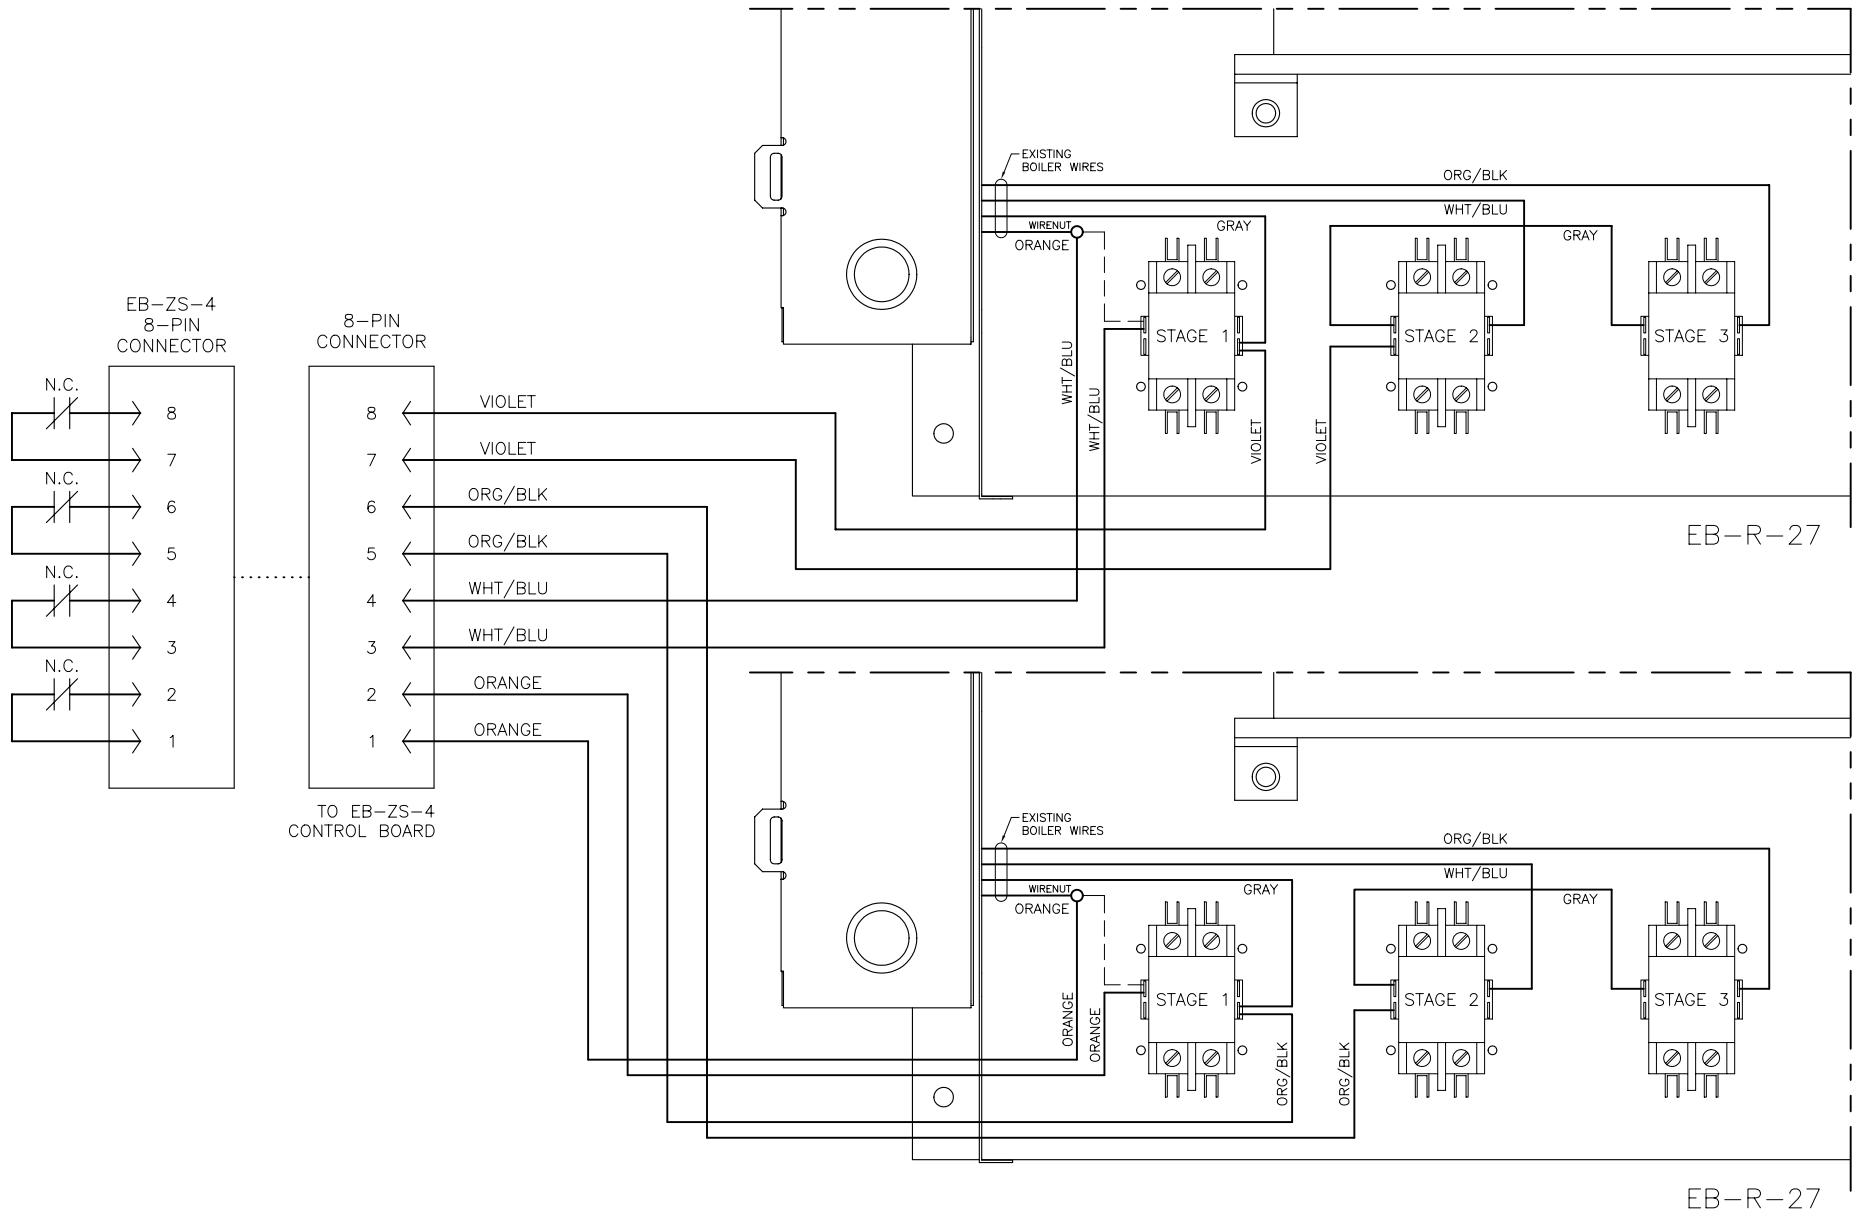 EXISTING
BOILER WIRES
ORG/BLK
WHT/BLU
GRAY
GRAY
WIRENUT
ORANGE
STAGE 1
STAGE 2
STAGE 3
WHT/BLU
WHT/BLU
VIOLET
VIOLET
EB-R-27
EB-ZS-4
8-PIN
CONNECTOR
8-PIN
CONNECTOR
N.C.
8
7
N.C.
6
5
N.C.
4
3
N.C.
2
1
8
VIOLET
7
VIOLET
6
ORG/BLK
5
ORG/BLK
4
WHT/BLU
3
WHT/BLU
2
ORANGE
1
ORANGE
TO EB-ZS-4
CONTROL BOARD
EXISTING
BOILER WIRES
ORG/BLK
WHT/BLU
GRAY
GRAY
WIRENUT
ORANGE
STAGE 1
STAGE 2
STAGE 3
ORANGE
ORANGE
ORG/BLK
ORG/BLK
EB-R-27